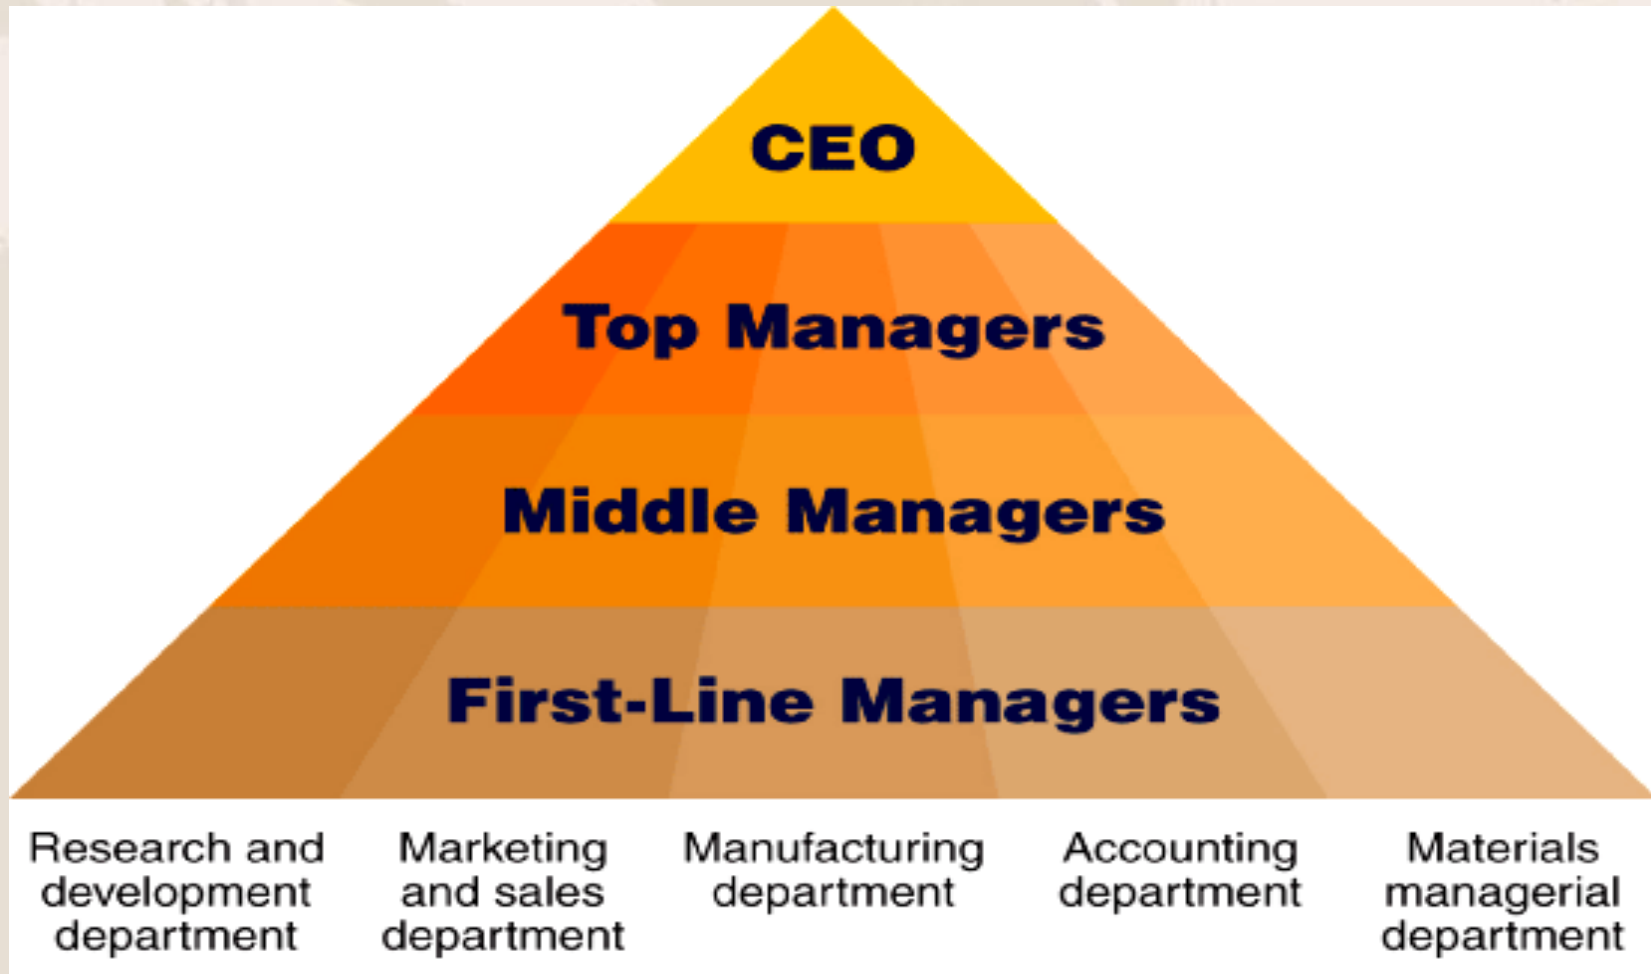 CEO
Top Managers
Middle Managers
First-Line Managers
Research and
development
department
Marketing
and sales
department
Manufacturing
department
Accounting
department
Materials
managerial
department